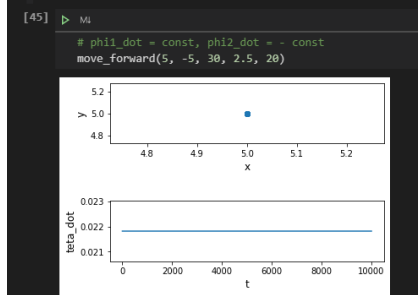 [45] M↓
# phi1_dot = const, phi2_dot = - const
move_forward(5, -5, 30, 2.5, 20)
5.2
5.0
4.8
y
4.8 4.9 5.0 5.1 5.2
x
0.023
0.022
0.021
teta_dot
0 2000 4000 6000 8000 10000
t